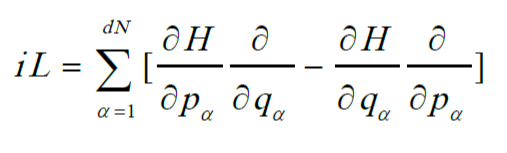 iL = \sum_{\alpha=1}^{dN} [ \frac{\partial H}{\partial p_\alpha} \frac{\partial}{\partial q_\alpha} - \frac{\partial H}{\partial q_\alpha} \frac{\partial}{\partial p_\alpha} ]